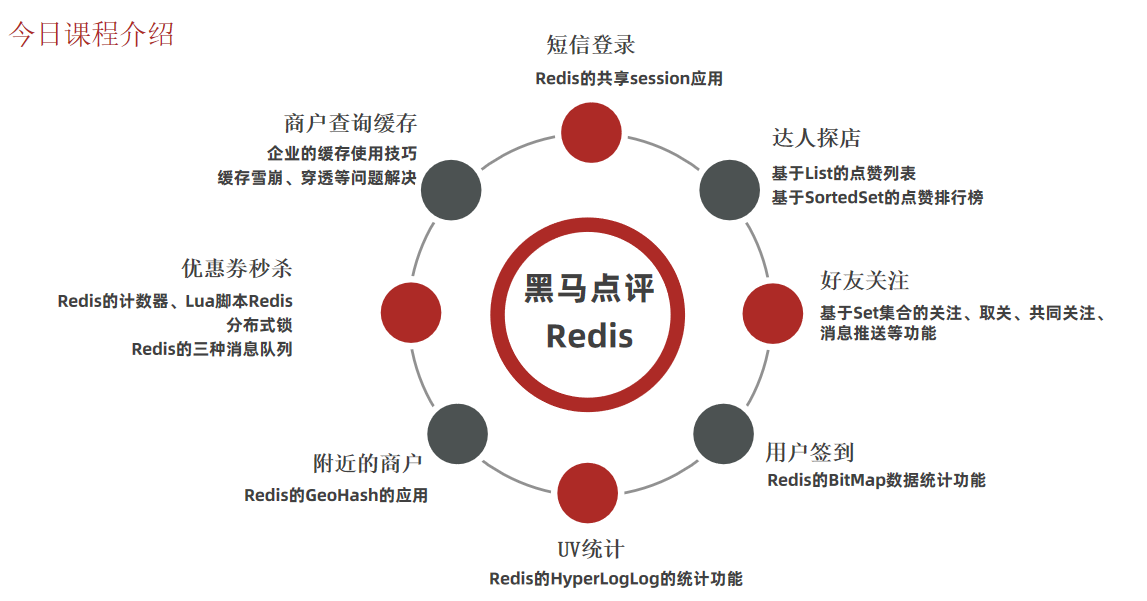 今日课程介绍
短信登录
Redis的共享session应用
商户查询缓存
企业的缓存使用技巧
缓存雪崩、穿透等问题解决
达人探店
基于List的点赞列表
基于SortedSet的点赞排行榜
优惠券秒杀
Redis的计数器、Lua脚本Redis
分布式锁
Redis的三种消息队列
黑马点评
Redis
好友关注
基于Set集合的关注、取关、共同关注、
消息推送等功能
附近的商户
Redis的GeoHash的应用
用户签到
Redis的BitMap数据统计功能
UV统计
Redis的HyperLogLog的统计功能